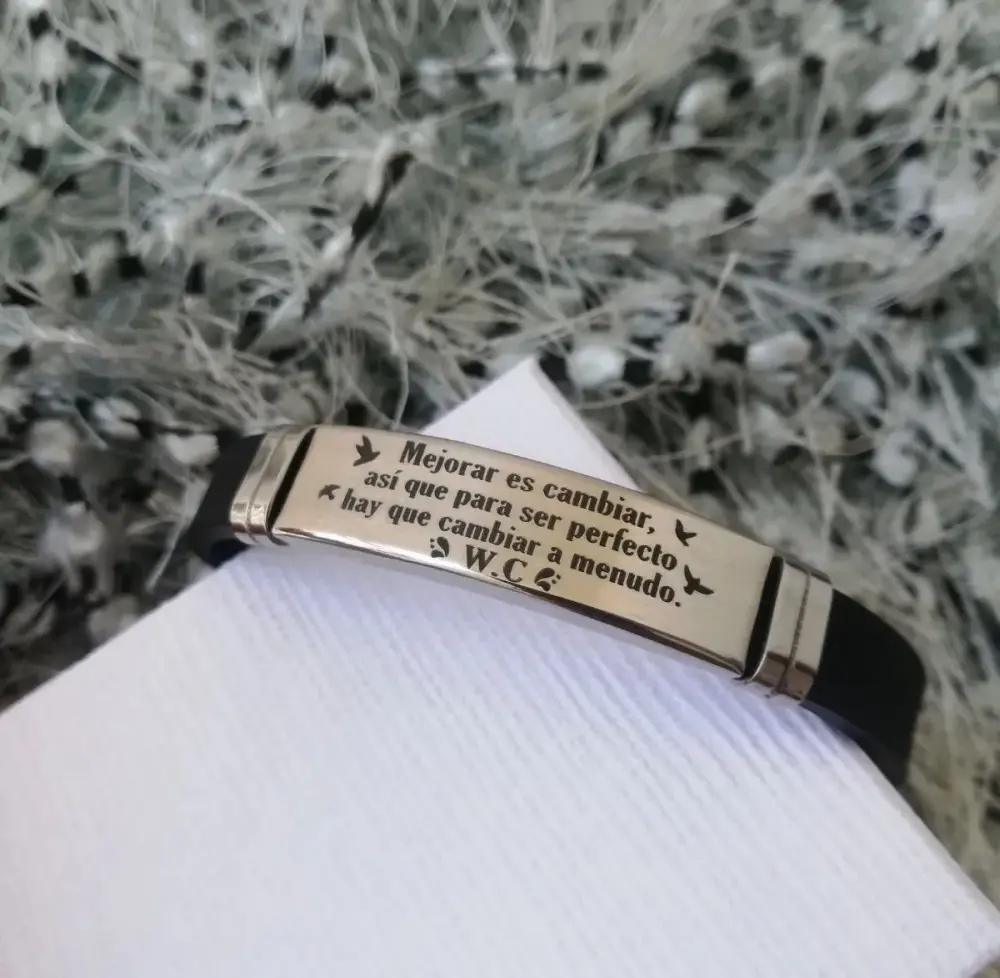 Mejorar es cambiar,
así que para ser perfecto
hay que cambiar a menudo.
W.C